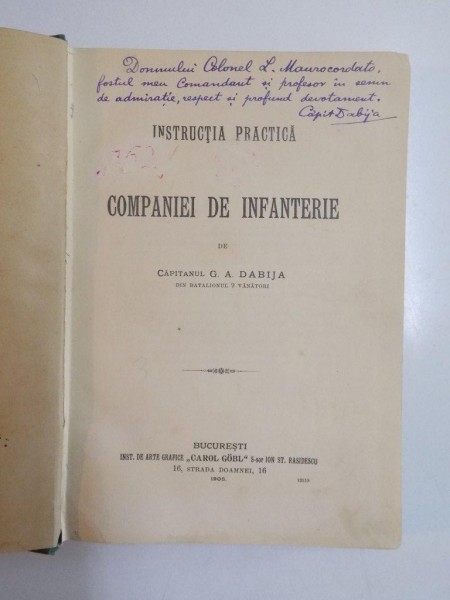 Domnului Colonel L. Maurocordato,
fostul meu Comandant și profesor în semn
de admirație, respect și profund devotament.
Căpit Dabija
INSTRUCȚIA PRACTICĂ
COMPANIEI DE INFANTERIE
DE
CĂPITANUL G. A. DABIJA
DIN BATALIONUL 9 VÂNĂTORI
BUCUREȘTI
INST. DE ARTE GRAFICE „CAROL GÖBL" S-sor ION ST. RASIDESCU
16, STRADA DOAMNEI, 16